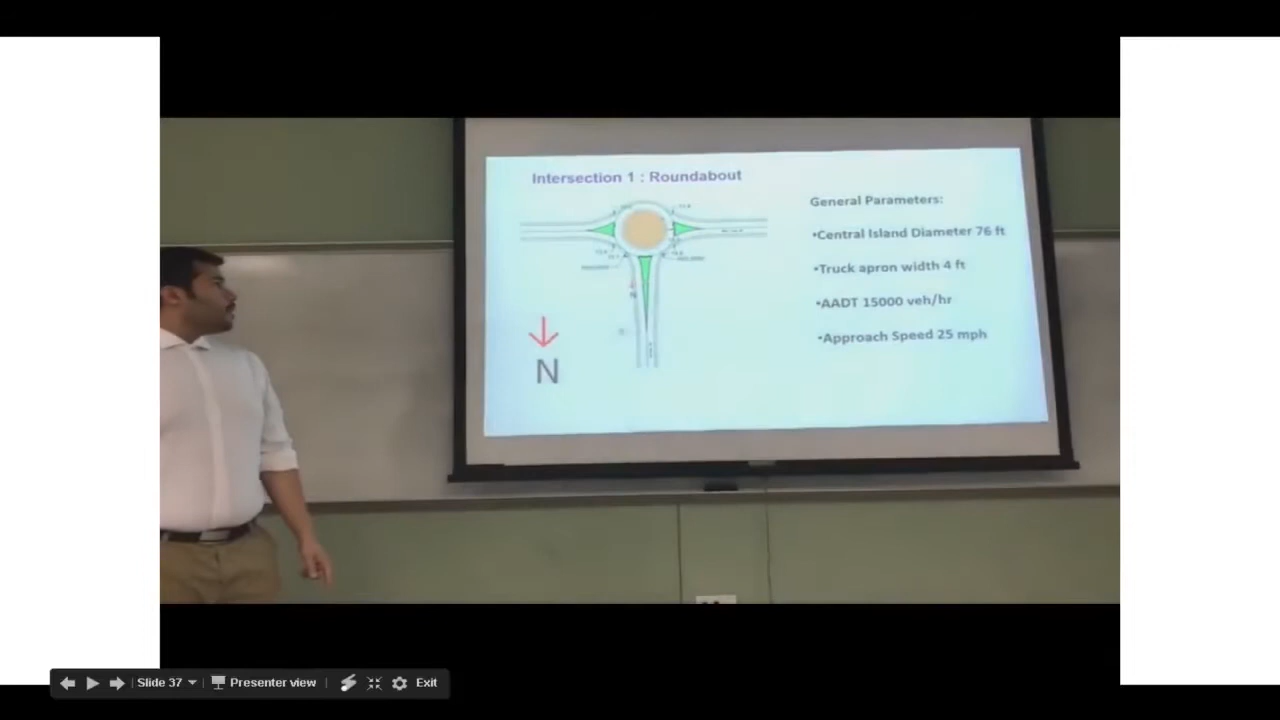 Intersection 1 : Roundabout
General Parameters:
•Central Island Diameter 76 ft
•Truck apron width 4 ft
•AADT 15000 veh/hr
•Approach Speed 25 mph
N
N
Slide 37
Presenter view
Exit